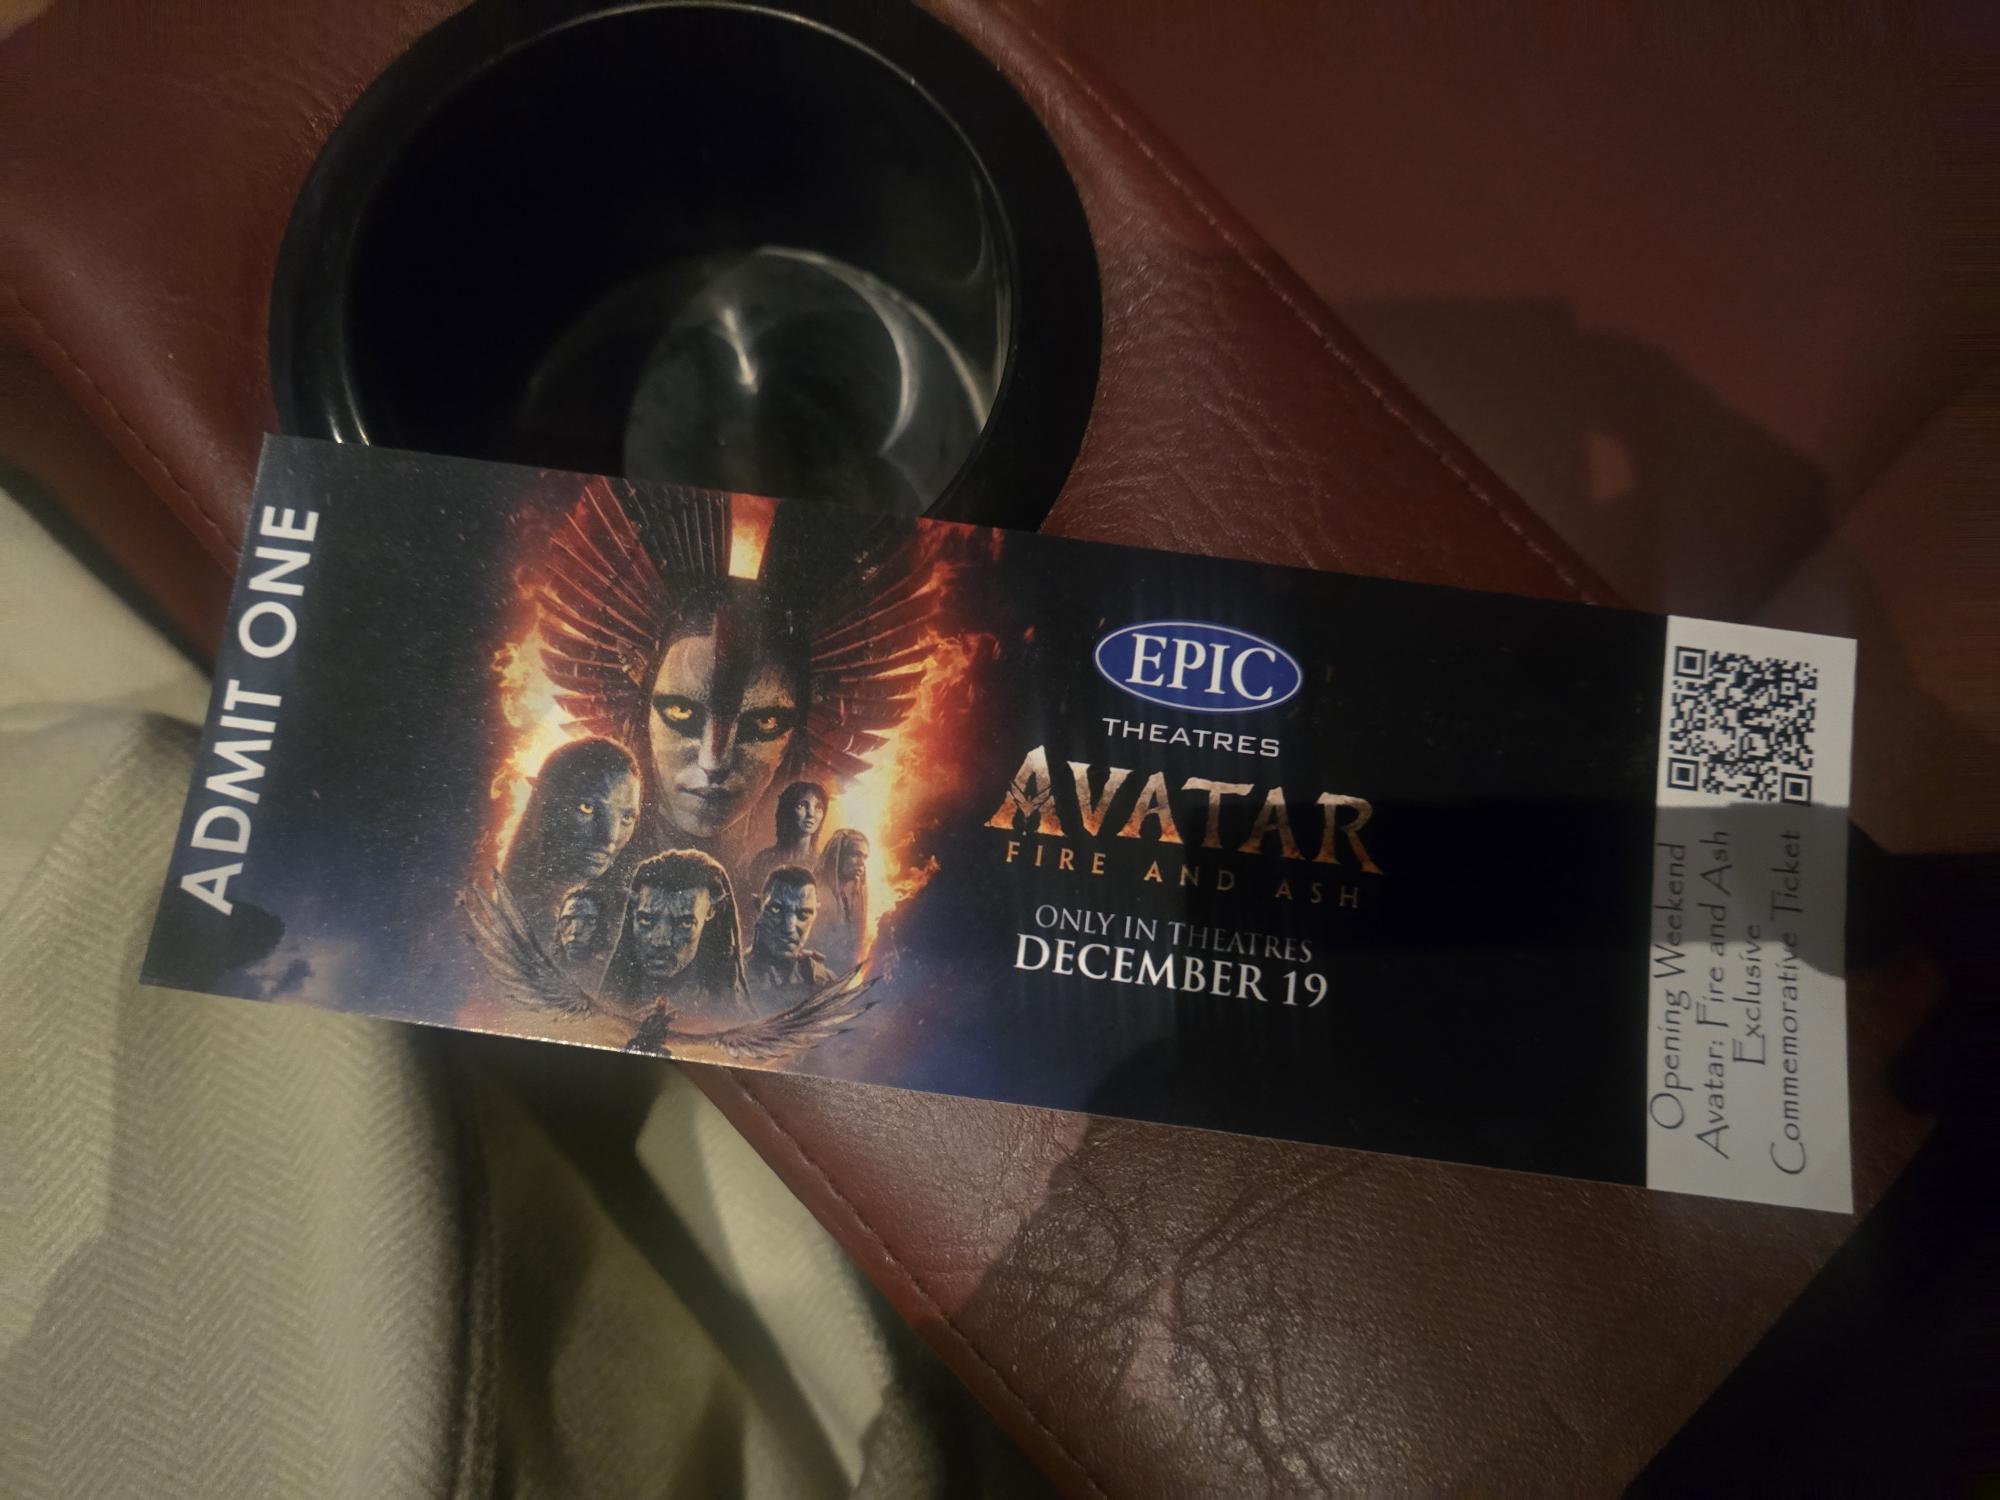 ADMIT ONE
EPIC
THEATRES
AVATAR
FIRE AND ASH
ONLY IN THEATRES
DECEMBER 19
Opening Weekend
Avatar: Fire and Ash
Exclusive
Commemorative Ticket